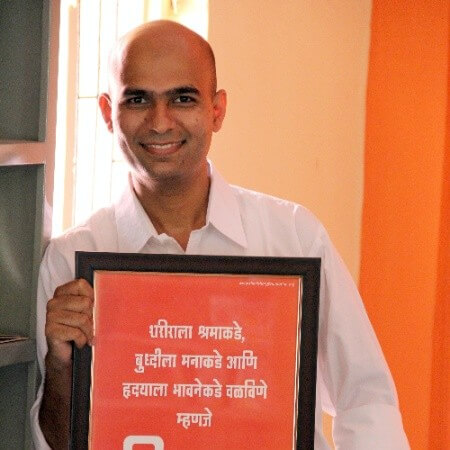 शरीराला श्रमाकडे,
बुध्दीला मनाकडे आणि
हृदयाला भावनेकडे वळविणे
म्हणजे